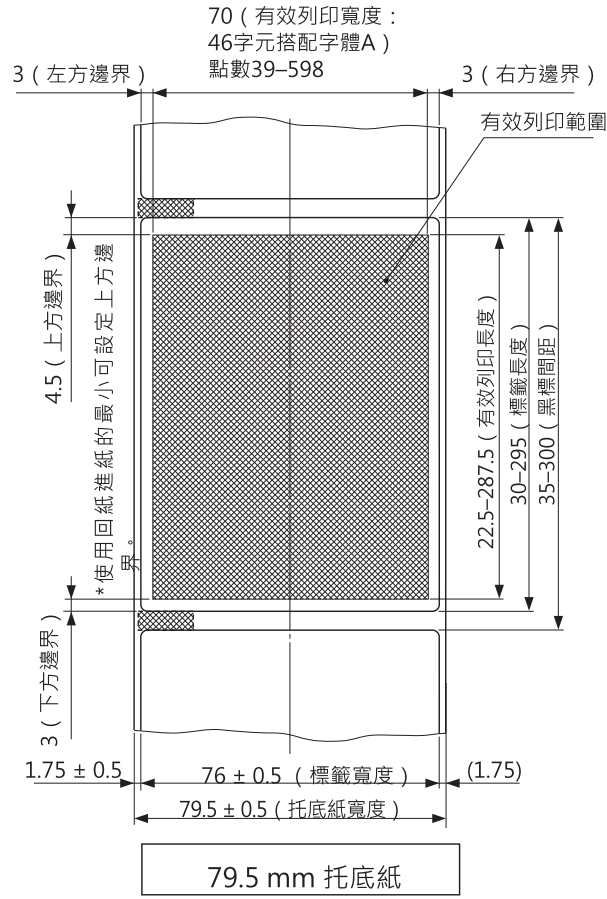 70（有效列印寬度：
46字元搭配字體A）
點數39–598
3（左方邊界）
3（右方邊界）
有效列印範圍
4.5（上方邊界）
*使用回紙進紙的最小可設定上方邊
界。
22.5–287.5（有效列印長度）
30–295（標籤長度）
35–300（黑標間距）
3（下方邊界）
1.75 ± 0.5
76 ± 0.5 （標籤寬度）
(1.75)
79.5 ± 0.5（托底紙寬度）
79.5 mm 托底紙